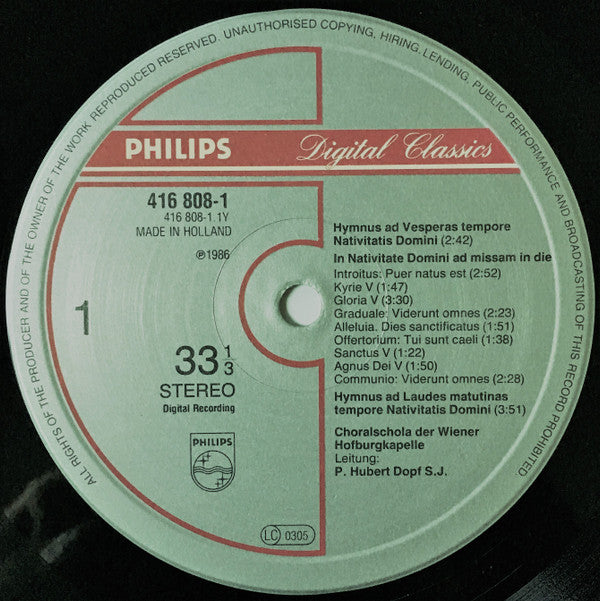 ALL RIGHTS OF THE PRODUCER AND OF THE OWNER OF THE WORK REPRODUCED RESERVED. UNAUTHORISED COPYING, HIRING, LENDING, PUBLIC PERFORMANCE AND BROADCASTING OF THIS RECORD PROHIBITED
PHILIPS
Digital Classics
416 808-1
416 808-1.1Y
MADE IN HOLLAND
℗1986
1
33 1/3
STEREO
Digital Recording
PHILIPS
Hymnus ad Vesperas tempore
Nativitatis Domini (2:42)
In Nativitate Domini ad missam in die
Introitus: Puer natus est (2:52)
Kyrie V (1:47)
Gloria V (3:30)
Graduale: Viderunt omnes (2:23)
Alleluia. Dies sanctificatus (1:51)
Offertorium: Tui sunt caeli (1:38)
Sanctus V (1:22)
Agnus Dei V (1:50)
Communio: Viderunt omnes (2:28)
Hymnus ad Laudes matutinas
tempore Nativitatis Domini (3:51)
Choralschola der Wiener
Hofburgkapelle
Leitung:
P. Hubert Dopf S.J.
LC 0305